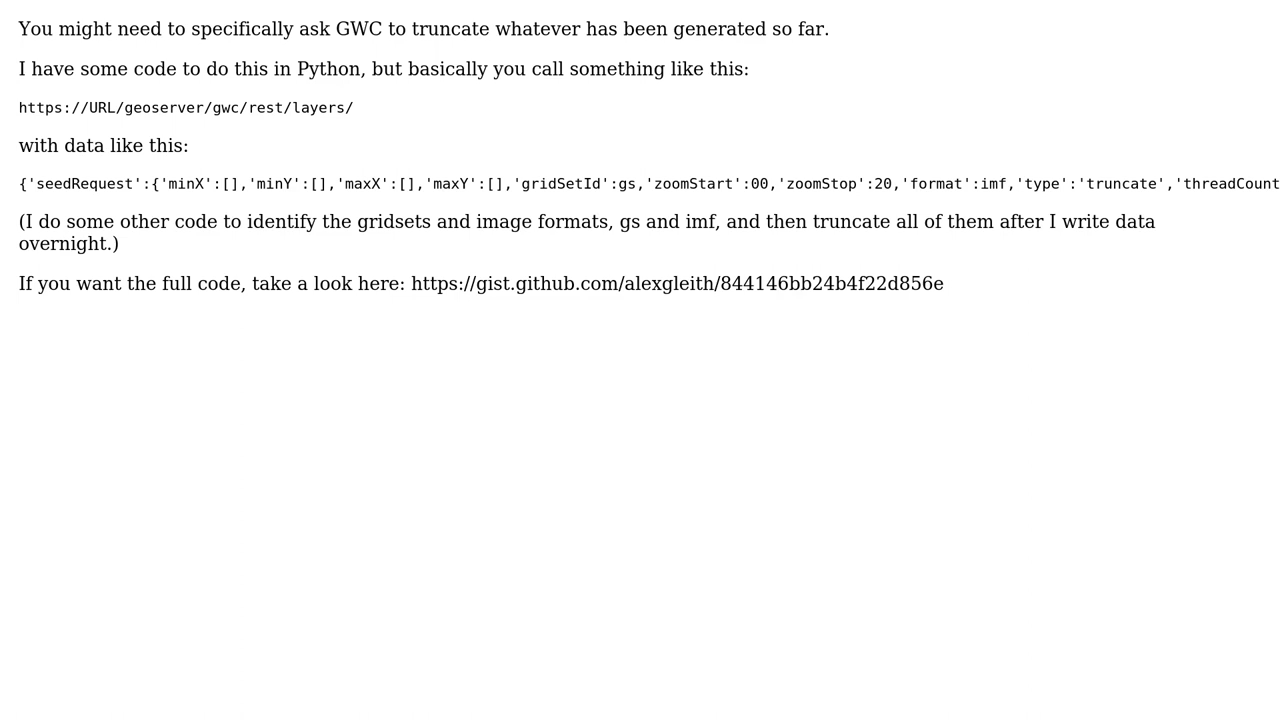 You might need to specifically ask GWC to truncate whatever has been generated so far.
I have some code to do this in Python, but basically you call something like this:
https://URL/geoserver/gwc/rest/layers/
with data like this:
{'seedRequest':{'minX':[],'minY':[],'maxX':[],'maxY':[],'gridSetId':gs,'zoomStart':00,'zoomStop':20,'format':imf,'type':'truncate','threadCount
(I do some other code to identify the gridsets and image formats, gs and imf, and then truncate all of them after I write data
overnight.)
If you want the full code, take a look here: https://gist.github.com/alexgleith/844146bb24b4f22d856e